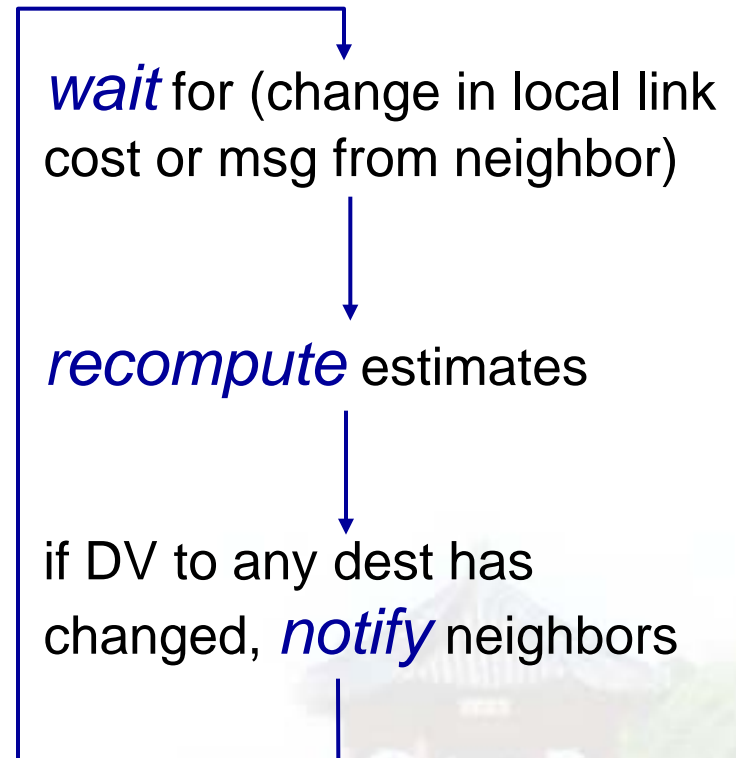 wait for (change in local link
cost or msg from neighbor)
recompute estimates
if DV to any dest has
changed, notify neighbors